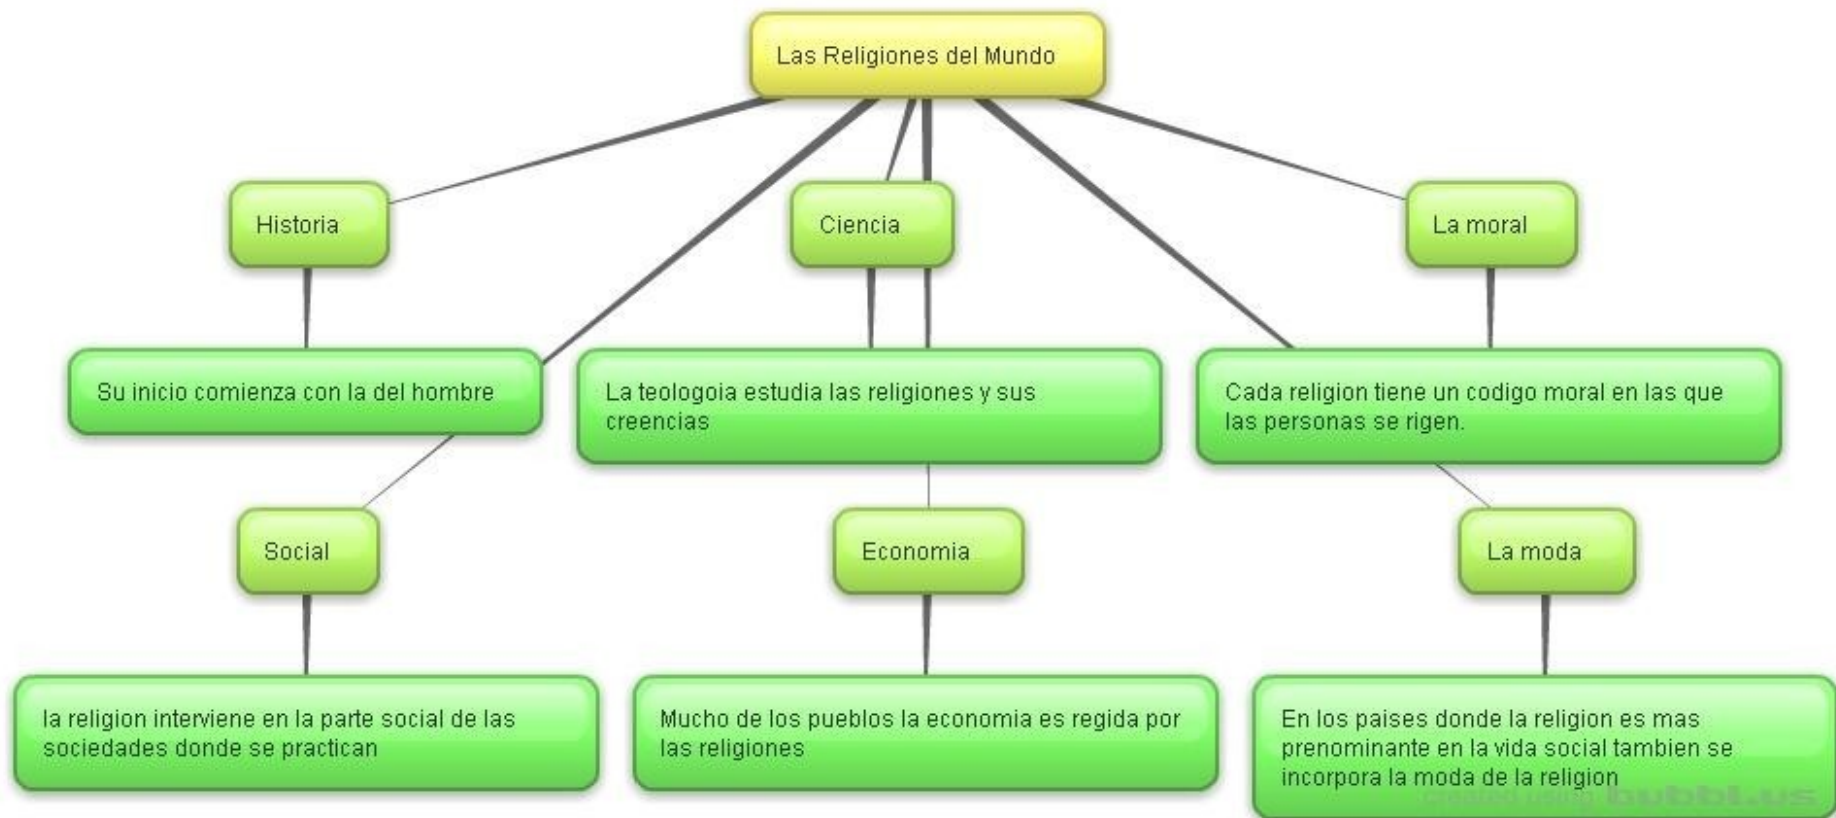 Las Religiones del Mundo
Historia
Ciencia
La moral
Su inicio comienza con la del hombre
La teologoia estudia las religiones y sus
creencias
Cada religion tiene un codigo moral en las que
las personas se rigen.
Social
Economia
La moda
la religion interviene en la parte social de las
sociedades donde se practican
Mucho de los pueblos la economia es regida por
las religiones
En los paises donde la religion es mas
prenominante en la vida social tambien se
incorpora la moda de la religion
created using bubbl.us